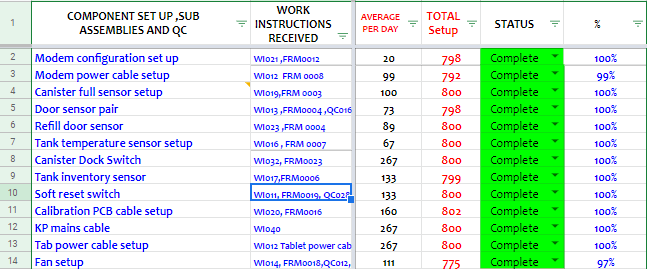 1 COMPONENT SET UP ,SUB ASSEMBLIES AND QC WORK INSTRUCTIONS RECEIVED AVERAGE PER DAY TOTAL Setup STATUS %
2 Modem configuration set up WI021 ,FRM0012 20 798 Complete 100%
3 Modem power cable setup WI012 FRM 0008 99 792 Complete 99%
4 Canister full sensor setup WI019,FRM 0003 100 800 Complete 100%
5 Door sensor pair WI013 ,FRM0004 ,QC016 73 798 Complete 100%
6 Refill door sensor WI023 ,FRM 0004 89 800 Complete 100%
7 Tank temperature sensor setup WI016 , FRM 0007 67 800 Complete 100%
8 Canister Dock Switch WI032, FRM0023 267 800 Complete 100%
9 Tank inventory sensor WI017,FRM0006 133 799 Complete 100%
10 Soft reset switch WI011, FRM0019, QC028 133 800 Complete 100%
11 Calibration PCB cable setup WI020, FRM0016 160 802 Complete 100%
12 KP mains cable WI040 267 800 Complete 100%
13 Tab power cable setup WI012 Tablet power cab 267 800 Complete 100%
14 Fan setup WI014, FRM0018,QC012, 111 775 Complete 97%